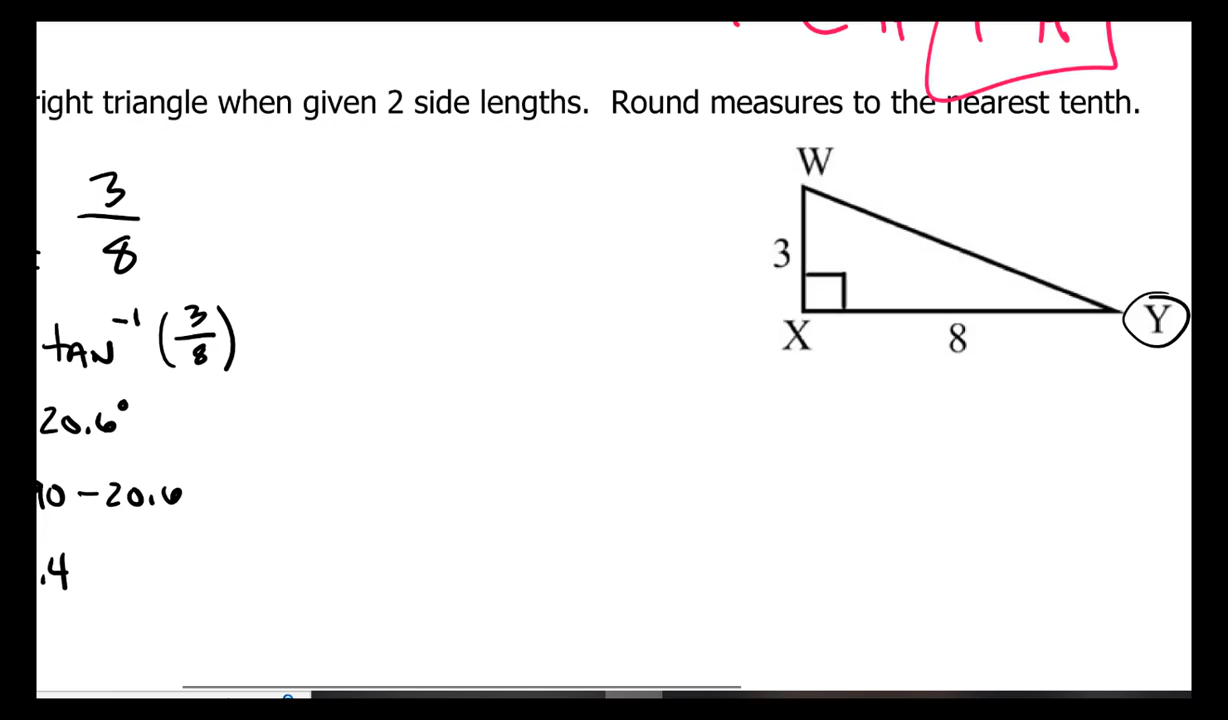 right triangle when given 2 side lengths. Round measures to the nearest tenth.
3
8
tan⁻¹ (3/8)
20.6°
90 - 20.6
.4
W
3
X
8
Y